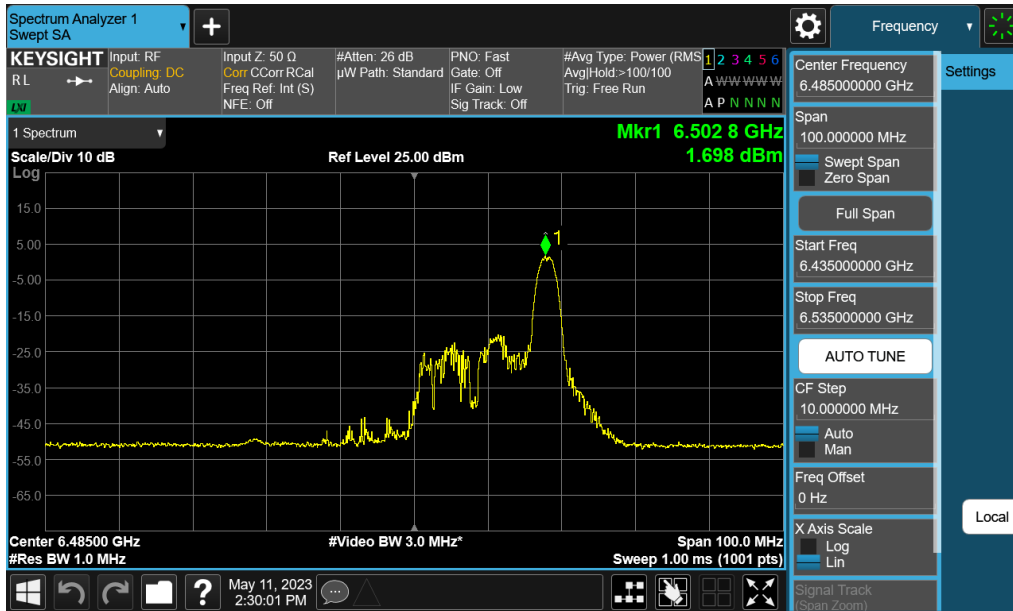 Spectrum Analyzer 1
Swept SA
+
Frequency
KEYSIGHT
RL
LXI
Input: RF
Coupling: DC
Align: Auto
Input Z: 50 Ω
Corr CCorr RCal
Freq Ref: Int (S)
NFE: Off
#Atten: 26 dB
µW Path: Standard
PNO: Fast
Gate: Off
IF Gain: Low
Sig Track: Off
#Avg Type: Power (RMS
Avg|Hold:>100/100
Trig: Free Run
1 2 3 4 5 6
A W W W W W
A P N N N N
1 Spectrum
Scale/Div 10 dB
Log
Ref Level 25.00 dBm
Mkr1 6.502 8 GHz
1.698 dBm
1
15.0
5.00
-5.00
-15.0
-25.0
-35.0
-45.0
-55.0
-65.0
Center 6.48500 GHz
#Video BW 3.0 MHz*
Span 100.0 MHz
#Res BW 1.0 MHz
Sweep 1.00 ms (1001 pts)
Center Frequency
6.485000000 GHz
Span
100.000000 MHz
Swept Span
Zero Span
Full Span
Start Freq
6.435000000 GHz
Stop Freq
6.535000000 GHz
AUTO TUNE
CF Step
10.000000 MHz
Auto
Man
Freq Offset
0 Hz
X Axis Scale
Log
Lin
Signal Track
(Span Zoom)
Settings
Local
?
May 11, 2023
2:30:01 PM